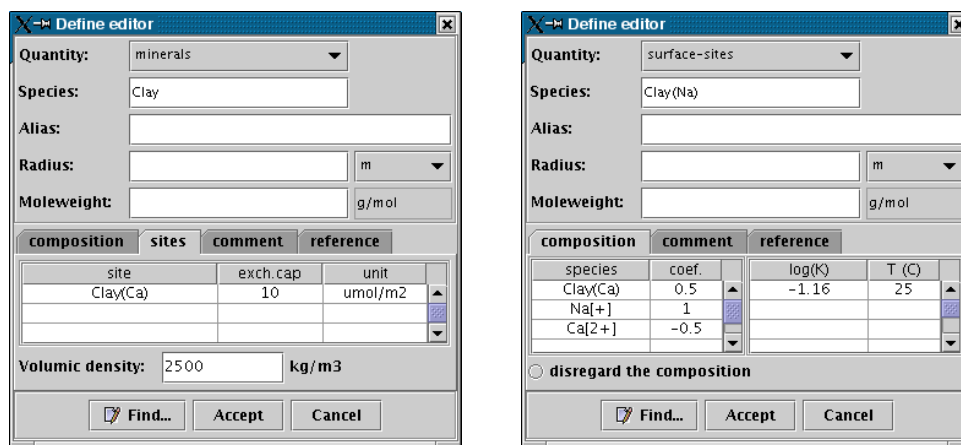 Define editor
Quantity: minerals
Species: Clay
Alias:
Radius: m
Moleweight: g/mol
composition sites comment reference
site exch.cap unit
Clay(Ca) 10 umol/m2
Volumic density: 2500 kg/m3
Find... Accept Cancel
Define editor
Quantity: surface-sites
Species: Clay(Na)
Alias:
Radius: m
Moleweight: g/mol
composition comment reference
species coef. log(K) T (C)
Clay(Ca) 0.5 -1.16 25
Na[+] 1
Ca[2+] -0.5
disregard the composition
Find... Accept Cancel